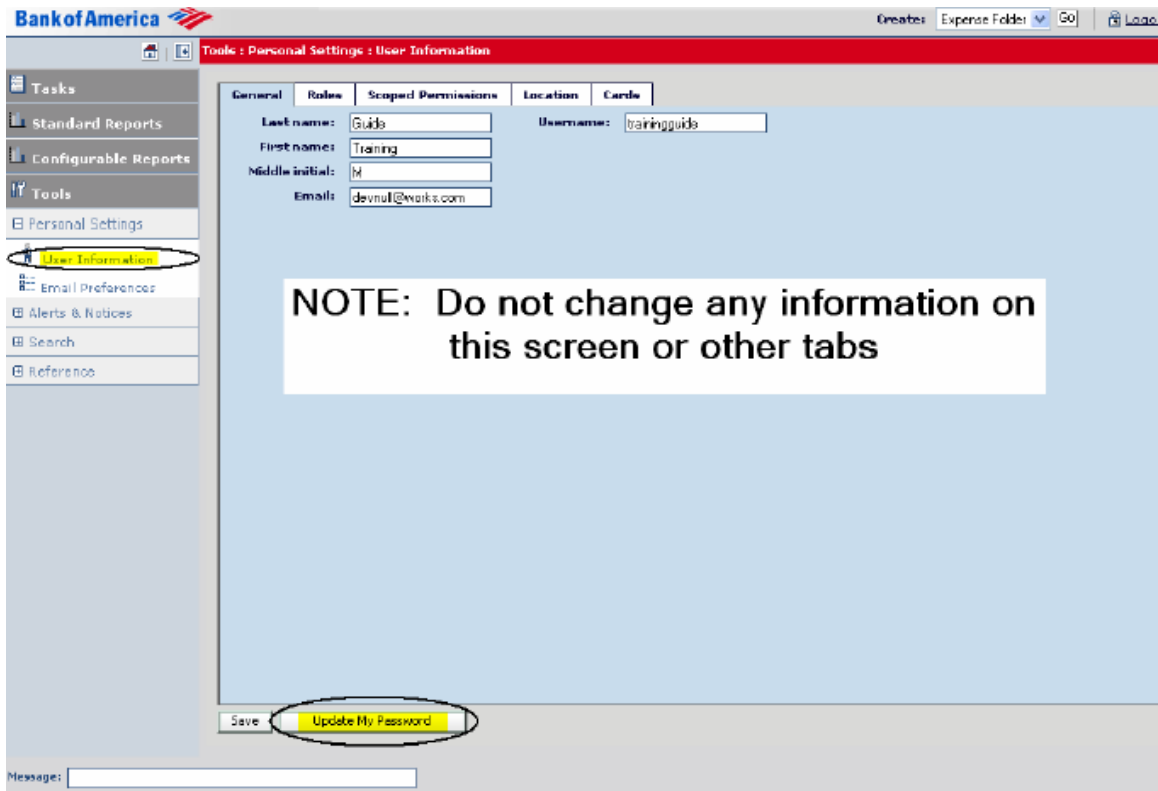 Bank of America
Create: Expense Folder Go
Tools : Personal Settings : User Information
Tasks
Standard Reports
Configurable Reports
Tools
Personal Settings
User Information
Email Preferences
Alerts & Notices
Search
Reference
General Roles Scoped Permissions Location Cards
Last name: Guide Username: trainingguide
First name: Training
Middle initial: M
Email: devnull@works.com
NOTE: Do not change any information on
this screen or other tabs
Save Update My Password
Message: